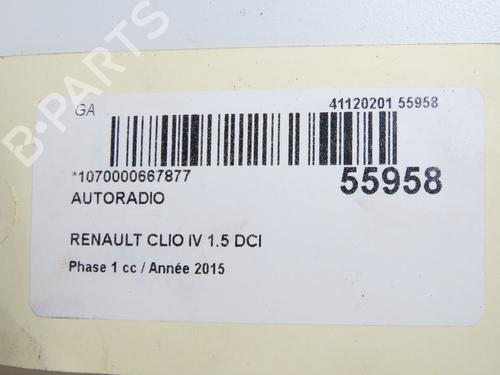 GA 41120201 55958
*1070000667877 55958
AUTORADIO
RENAULT CLIO IV 1.5 DCI
Phase 1 cc / Année 2015
B-PARTS